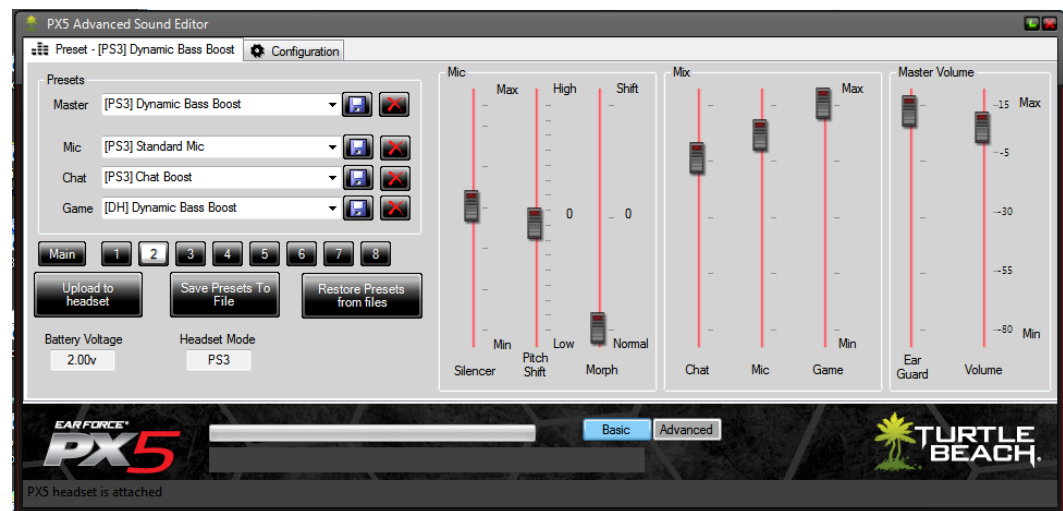 PX5 Advanced Sound Editor
Preset - [PS3] Dynamic Bass Boost
Configuration
Presets
Master
[PS3] Dynamic Bass Boost
Mic
[PS3] Standard Mic
Chat
[PS3] Chat Boost
Game
[DH] Dynamic Bass Boost
Main
1
2
3
4
5
6
7
8
Upload to
headset
Save Presets To
File
Restore Presets
from files
Battery Voltage
2.00v
Headset Mode
PS3
Mic
Max
High
Shift
0
0
Min
Low
Normal
Silencer
Pitch
Shift
Morph
Mix
Max
Min
Chat
Mic
Game
Master Volume
-15
Max
-5
-30
-55
-80
Min
Ear
Guard
Volume
EAR FORCE
PX5
Basic
Advanced
TURTLE
BEACH.
PX5 headset is attached